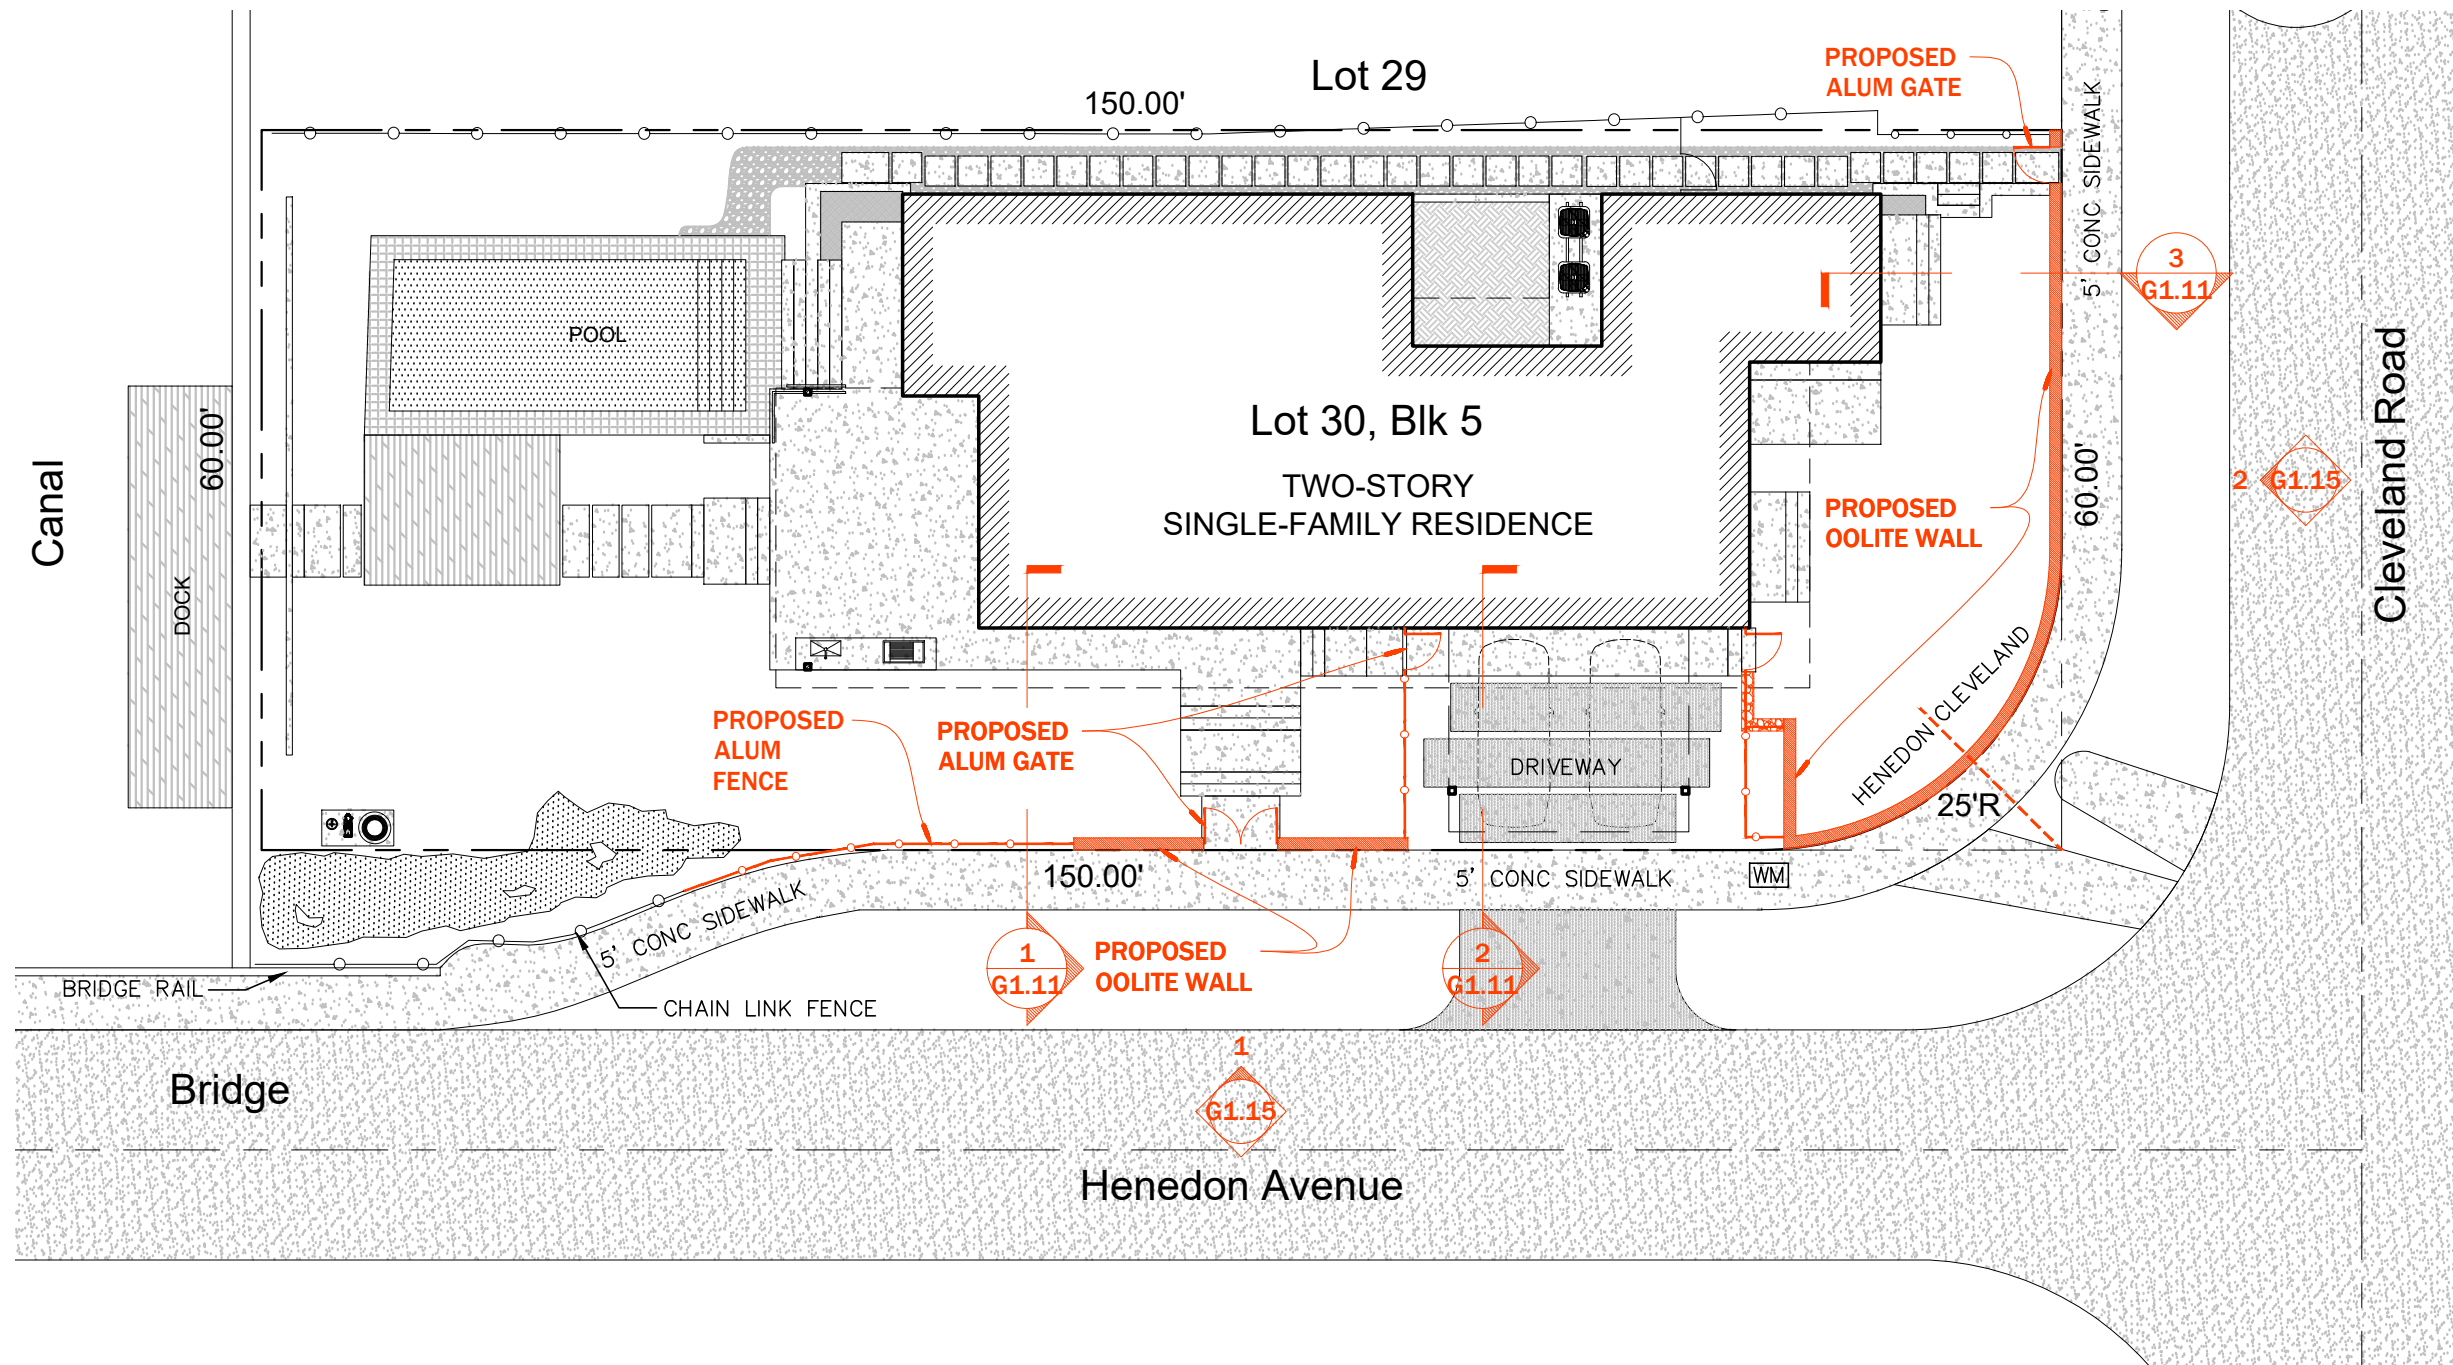 Lot 29
150.00'
PROPOSED
ALUM GATE
5' CONC SIDEWALK
3
G1.11
POOL
Canal
60.00'
DOCK
Lot 30, Blk 5
TWO-STORY
SINGLE-FAMILY RESIDENCE
PROPOSED
OOLITE WALL
60.00'
2
G1.15
Cleveland Road
PROPOSED
ALUM
FENCE
PROPOSED
ALUM GATE
DRIVEWAY
HENEDON CLEVELAND
25'R
150.00'
5' CONC SIDEWALK
WM
5' CONC SIDEWALK
1
G1.11
PROPOSED
OOLITE WALL
2
G1.11
BRIDGE RAIL
CHAIN LINK FENCE
1
G1.15
Bridge
Henedon Avenue